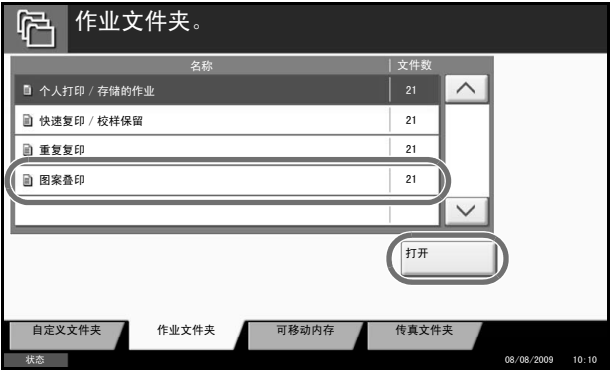 作业文件夹。
名称 文件数
个人打印 / 存储的作业 21
快速复印 / 校样保留 21
重复复印 21
图案叠印 21
打开
自定义文件夹 作业文件夹 可移动内存 传真文件夹
状态 08/08/2009 10:10